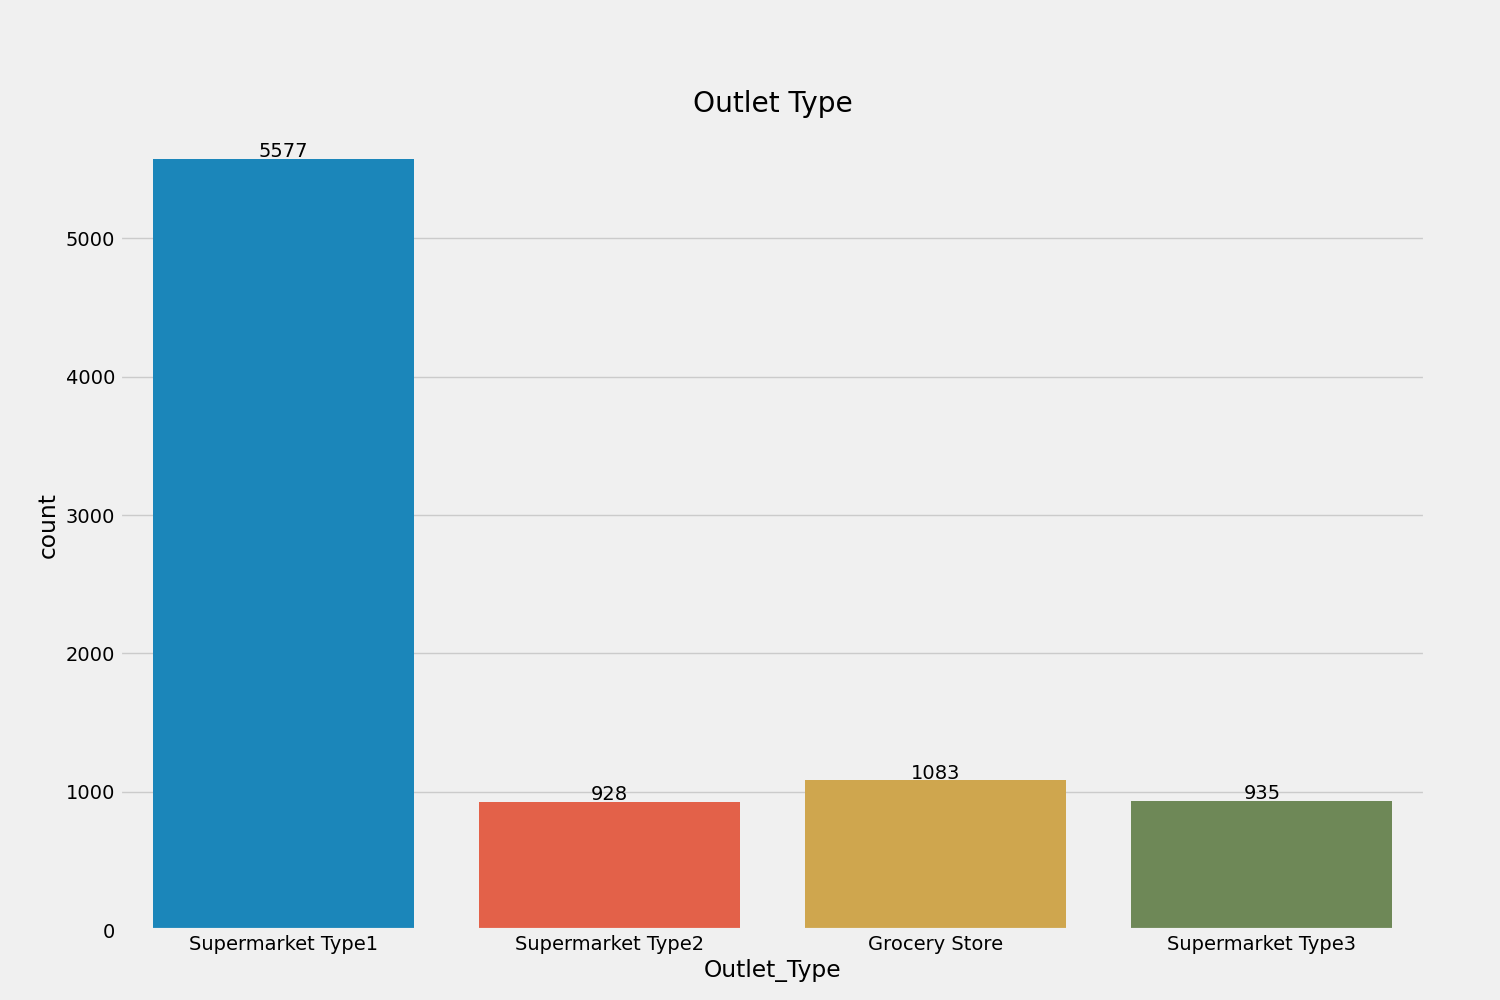 Outlet Type
5577
5000
4000
3000
2000
1000
0
count
928
1083
935
Supermarket Type1
Supermarket Type2
Grocery Store
Supermarket Type3
Outlet_Type